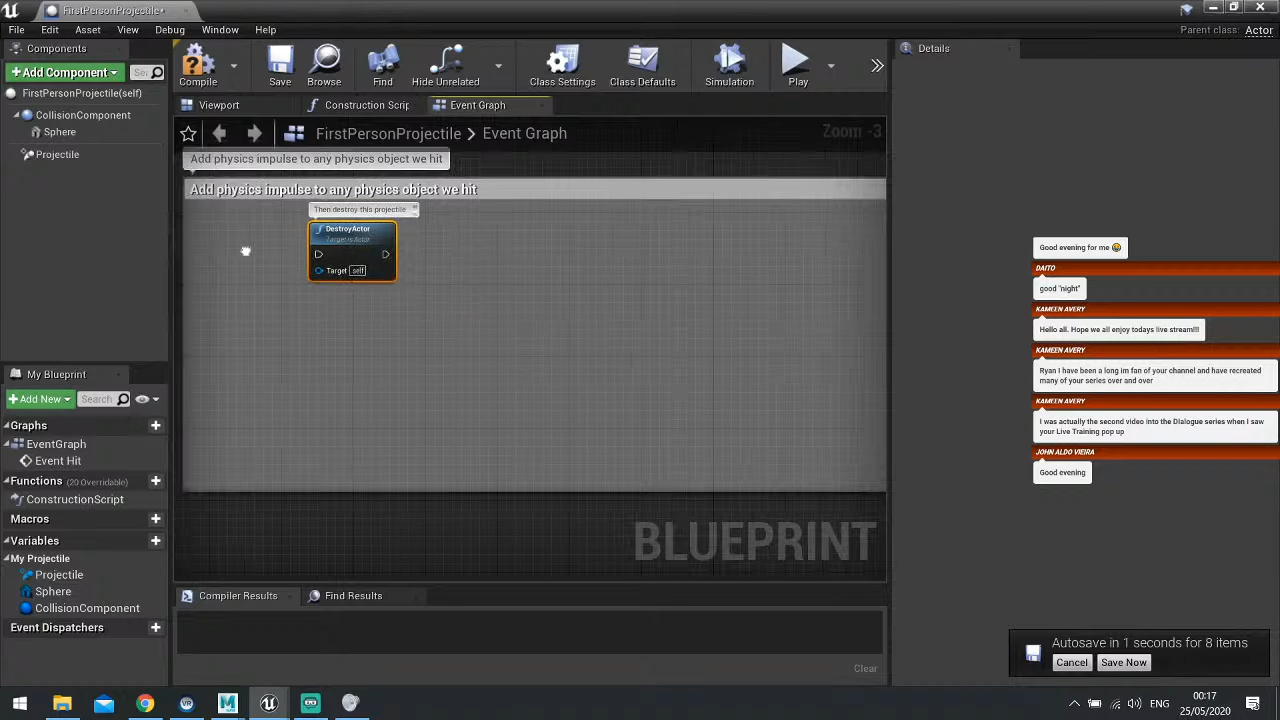 FirstPersonProjectile*
File Edit Asset View Debug Window Help
Parent class: Actor
Components
+Add Component
FirstPersonProjectile(self)
CollisionComponent
Sphere
Projectile
Compile Save Browse Find Hide Unrelated Class Settings Class Defaults Simulation Play
Details
Viewport Construction Scrip Event Graph
FirstPersonProjectile > Event Graph
Zoom -3
Add physics impulse to any physics object we hit
Add physics impulse to any physics object we hit
Then destroy this projectile
DestroyActor
Target is Actor
Target self
BLUEPRINT
My Blueprint
+Add New Search
Graphs
EventGraph
Event Hit
Functions (20 Overridable)
ConstructionScript
Macros
Variables
My Projectile
Projectile
Sphere
CollisionComponent
Event Dispatchers
Compiler Results Find Results
Clear
Good evening for me
DAITO
good "night"
KAMEEN AVERY
Hello all. Hope we all enjoy todays live stream!!!
KAMEEN AVERY
Ryan I have been a long im fan of your channel and have recreated
many of your series over and over
KAMEEN AVERY
I was actually the second video into the Dialogue series when I saw
your Live Training pop up
JOHN ALDO VIEIRA
Good evening
Autosave in 1 seconds for 8 items
Cancel Save Now
ENG
00:17
25/05/2020